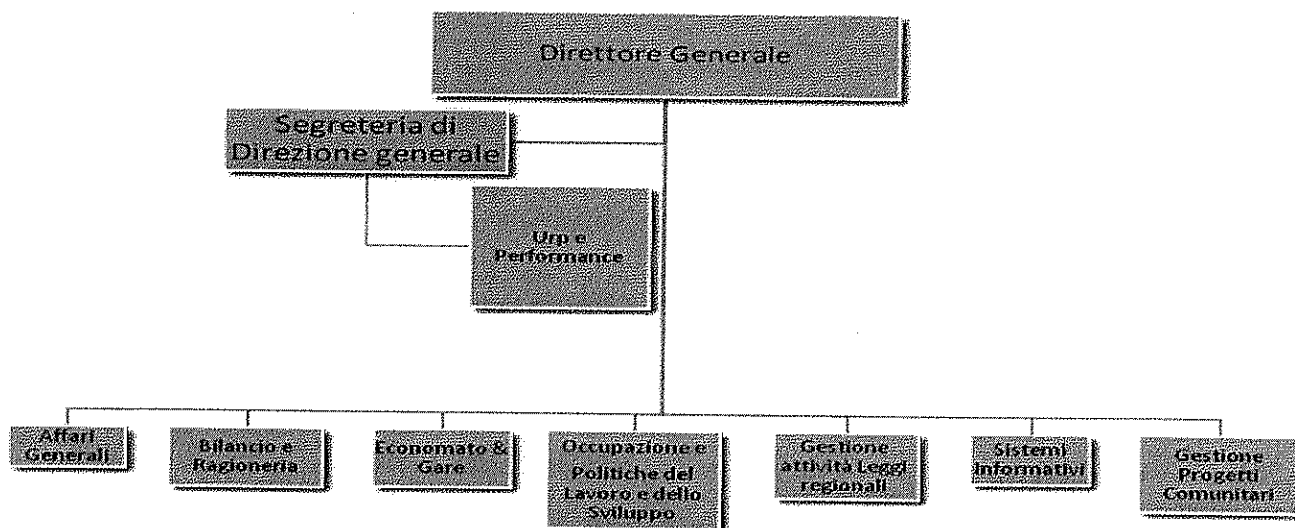 Direttore Generale
Segreteria di
Direzione generale
Urp e
Performance
Affari
Generali
Bilancio e
Ragioneria
Economato &
Gare
Occupazione e
Politiche del
Lavoro e dello
Sviluppo
Gestione
attività Leggi
regionali
Sistemi
Informativi
Gestione
Progetti
Comunitari